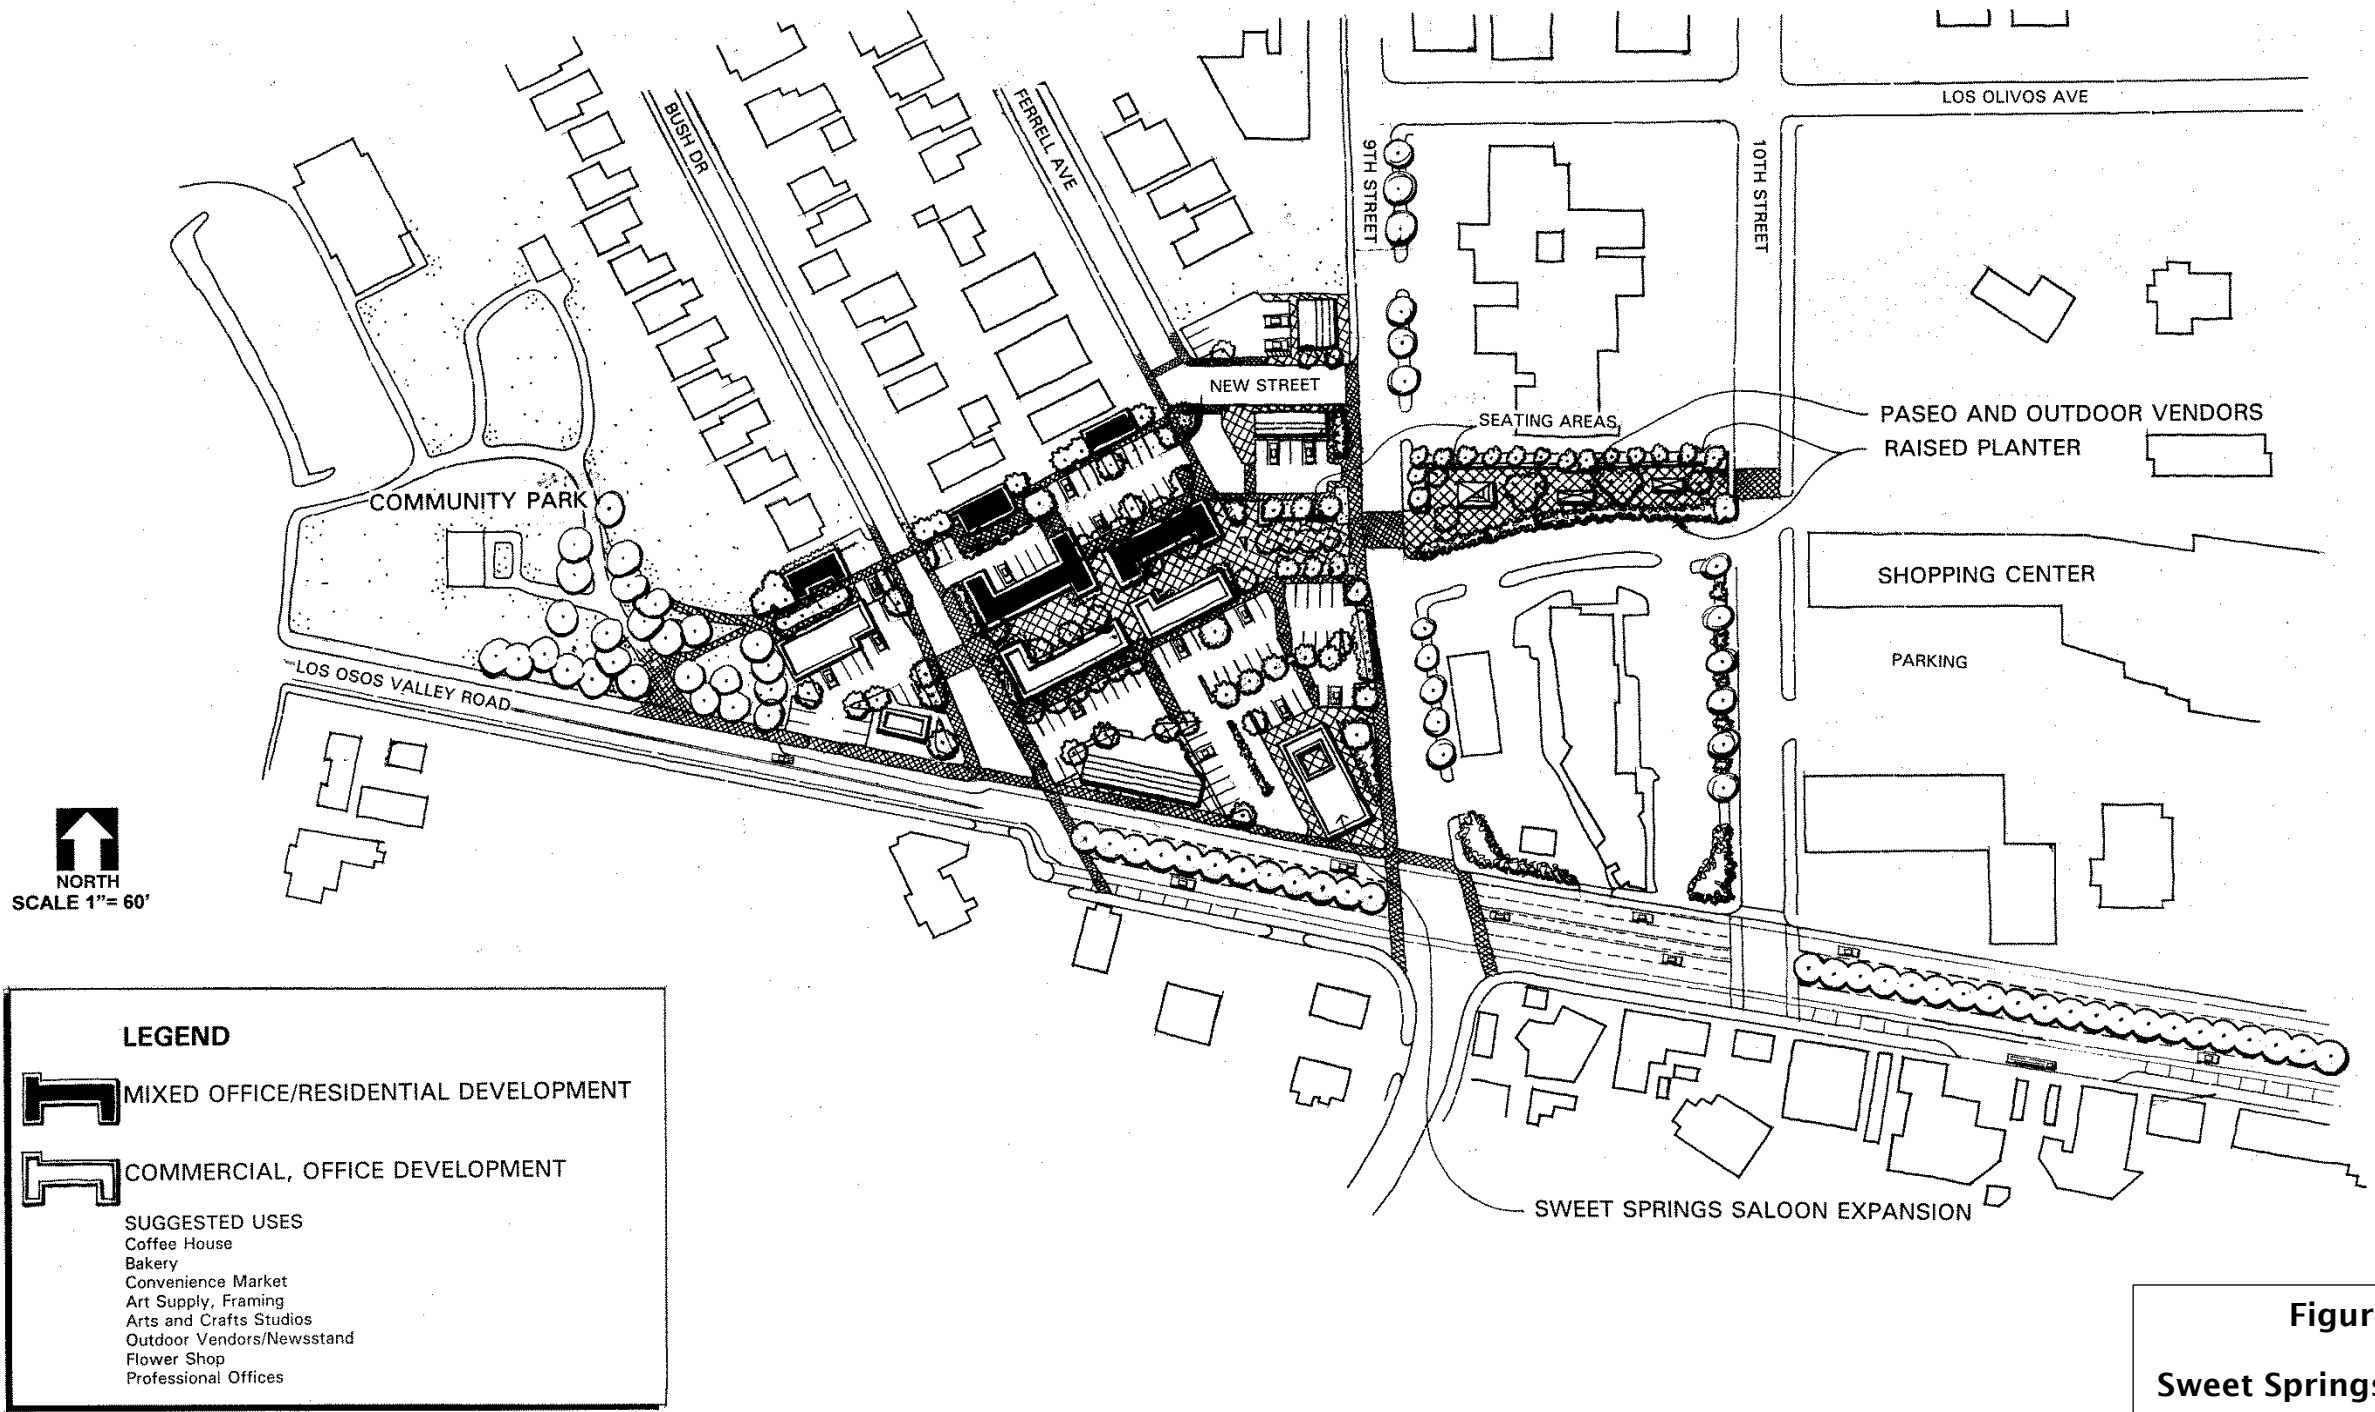 LOS OLIVOS AVE
BUSH DR
FERRELL AVE
9TH STREET
10TH STREET
NEW STREET
SEATING AREAS
PASEO AND OUTDOOR VENDORS
RAISED PLANTER
COMMUNITY PARK
SHOPPING CENTER
PARKING
LOS OSOS VALLEY ROAD
NORTH
SCALE 1"= 60'
SWEET SPRINGS SALOON EXPANSION
LEGEND
MIXED OFFICE/RESIDENTIAL DEVELOPMENT
COMMERCIAL, OFFICE DEVELOPMENT
SUGGESTED USES
Coffee House
Bakery
Convenience Market
Art Supply, Framing
Arts and Crafts Studios
Outdoor Vendors/Newsstand
Flower Shop
Professional Offices
Figur
Sweet Springs